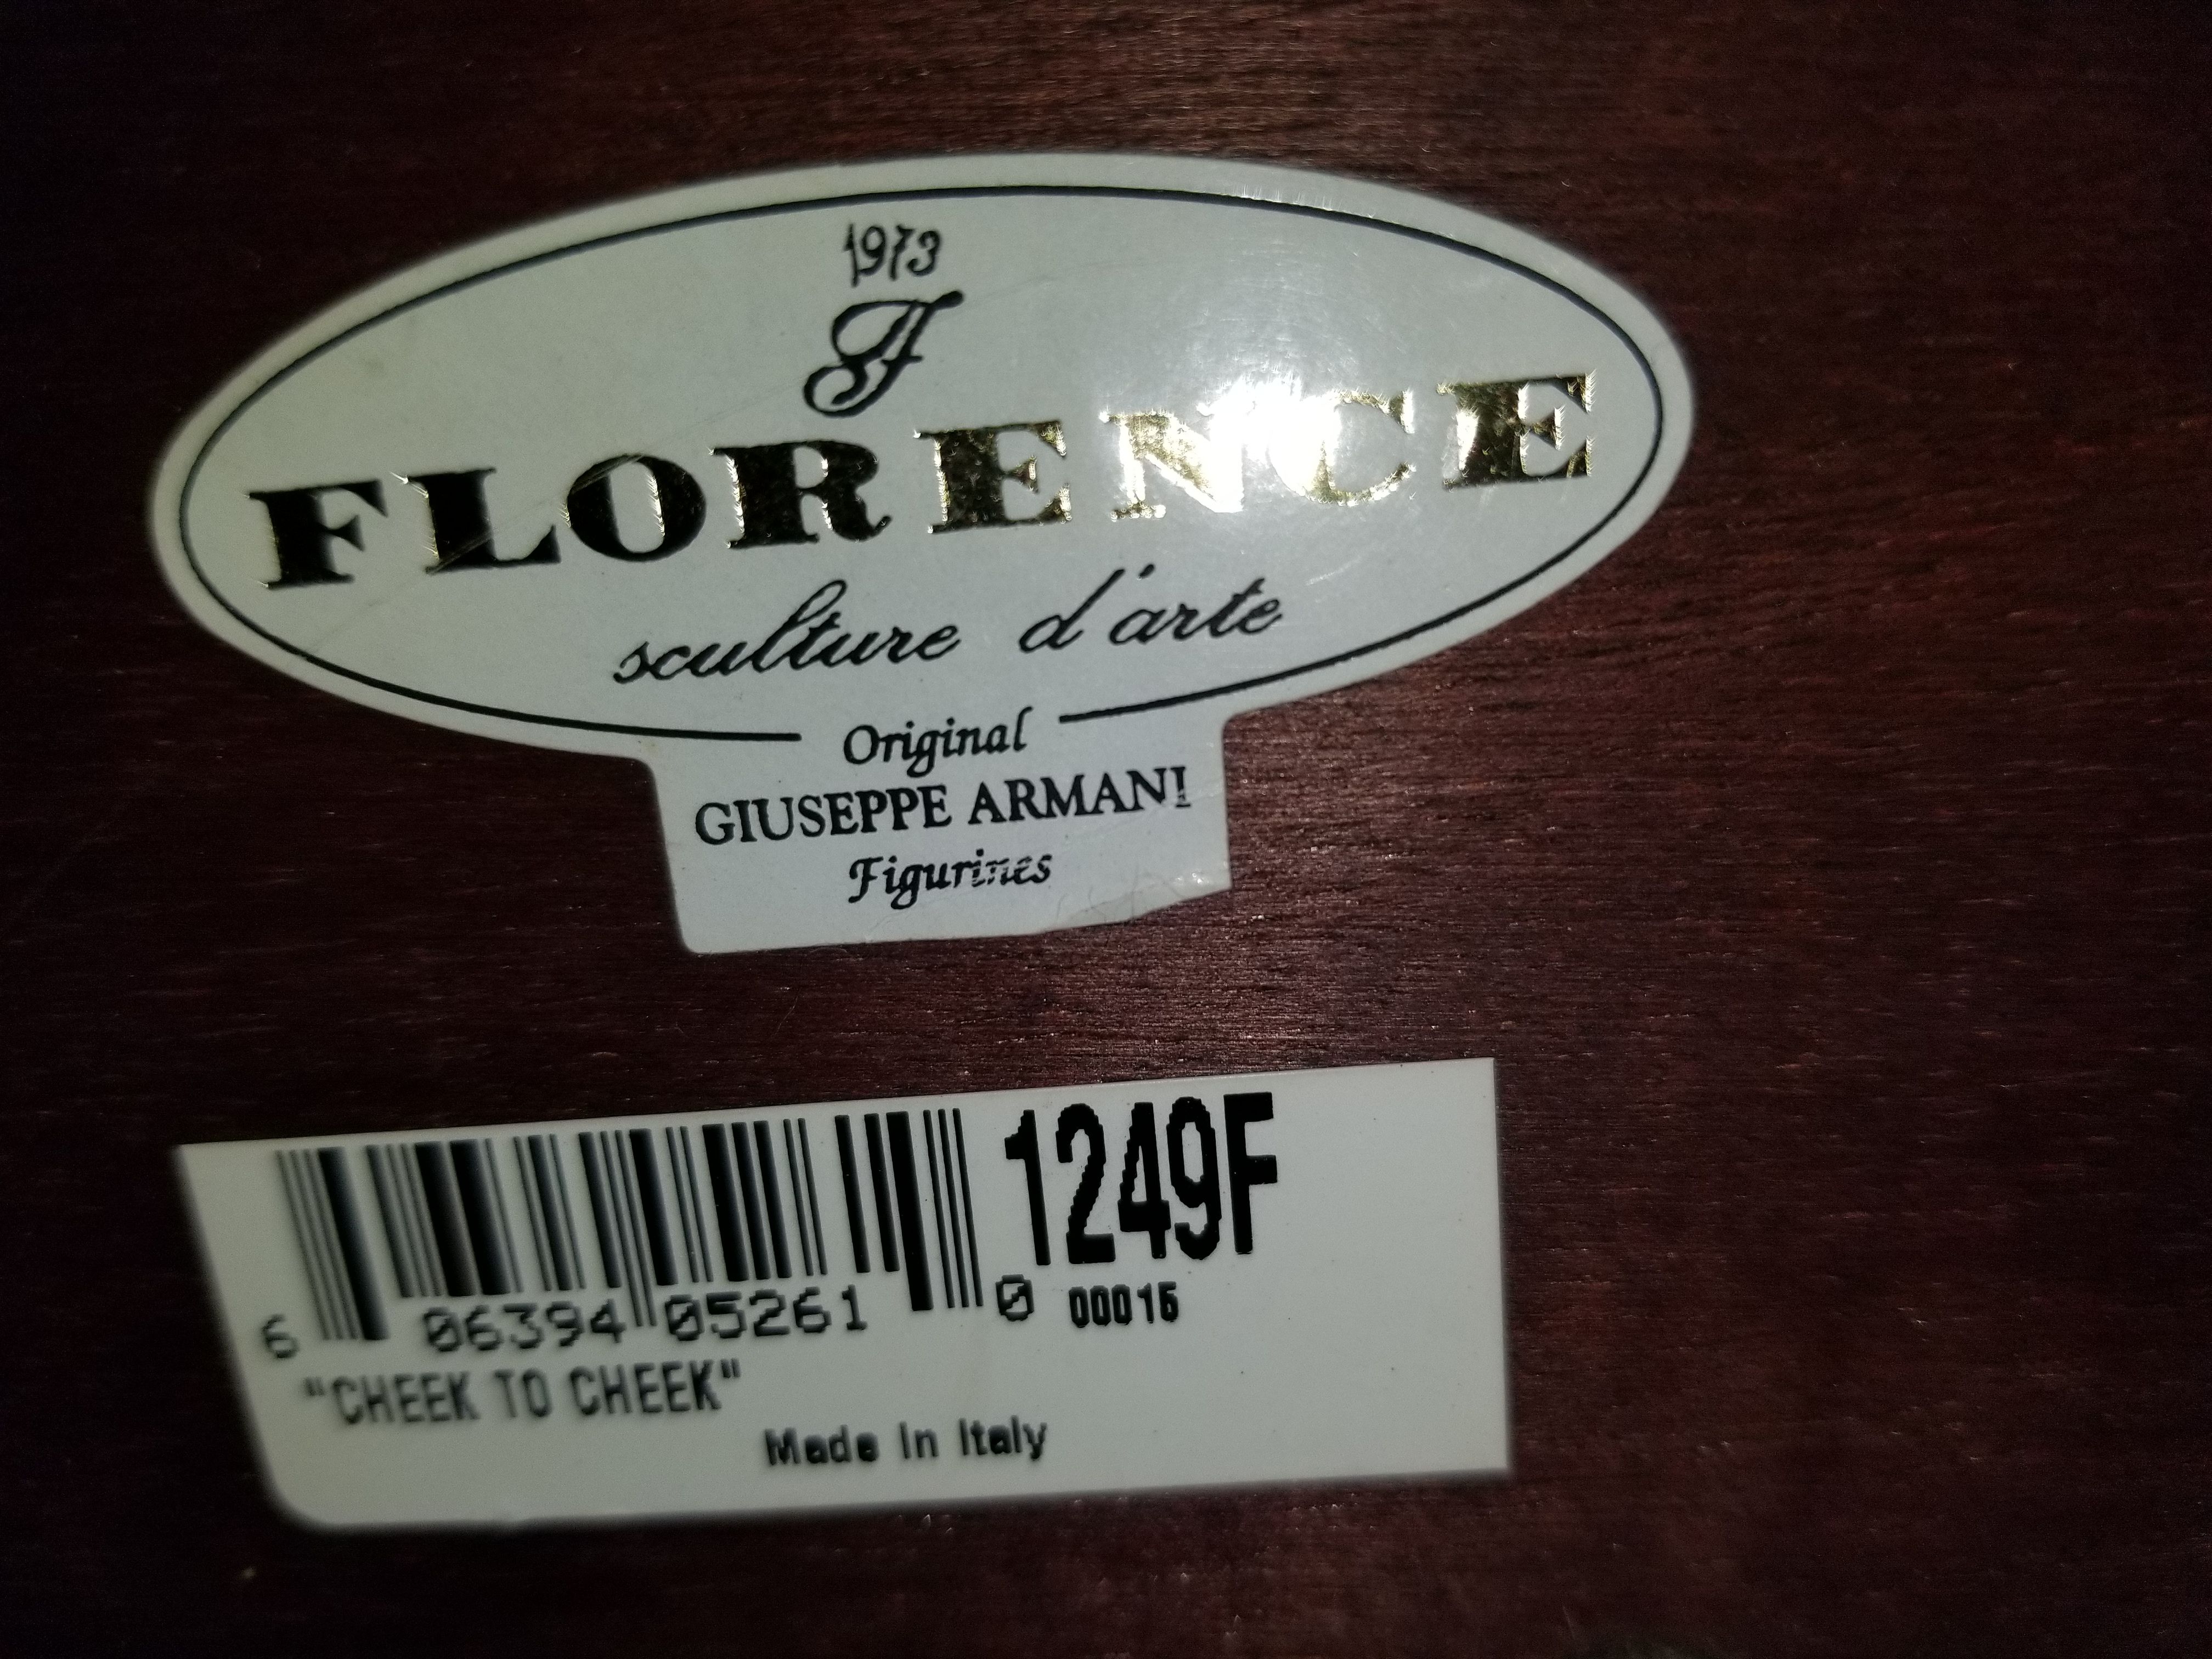 1973
F
FLORENCE
sculture d'arte
Original
GIUSEPPE ARMANI
Figurines
1249F
6 06394 05261 0 00015
"CHEEK TO CHEEK"
Made In Italy